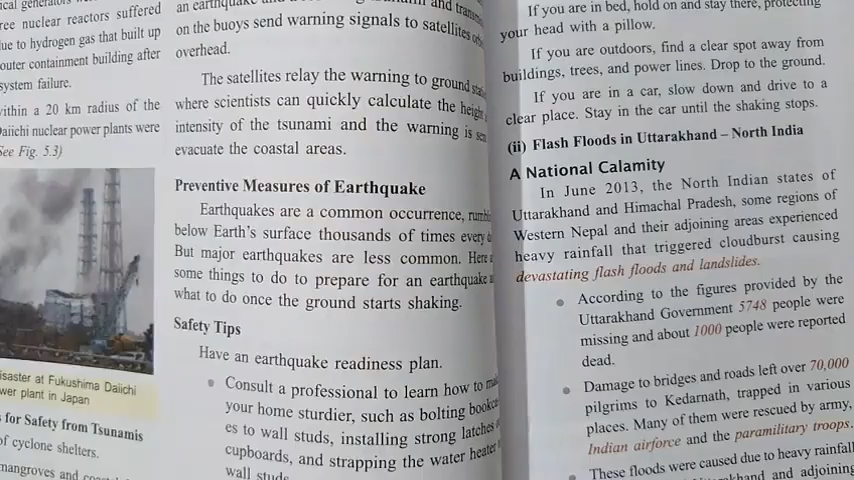 ree nuclear reactors suffered
ue to hydrogen gas that built up
outer containment building after
system failure.
within a 20 km radius of the
Daiichi nuclear power plants were
See Fig. 5.3)
isaster at Fukushima Daiichi
wer plant in Japan
s for Safety from Tsunamis
of cyclone shelters.
mangroves and
an earthquake and
on the buoys send warning signals to satellites
overhead.
The satellites relay the warning to ground
where scientists can quickly calculate the height
intensity of the tsunami and the warning is
evacuate the coastal areas.
Preventive Measures of Earthquake
Earthquakes are a common occurrence,
below Earth's surface thousands of times every
But major earthquakes are less common. Here
some things to do to prepare for an earthquake
what to do once the ground starts shaking.
Safety Tips
Have an earthquake readiness plan.
• Consult a professional to learn how to
your home sturdier, such as bolting
es to wall studs, installing strong latches
cupboards, and strapping the water heater
wall studs
If you are in bed, hold on and stay there, protecting
your head with a pillow.
If you are outdoors, find a clear spot away from
buildings, trees, and power lines. Drop to the ground.
If you are in a car, slow down and drive to a
clear place. Stay in the car until the shaking stops.
(ii) Flash Floods in Uttarakhand – North India
A National Calamity
In June 2013, the North Indian states of
Uttarakhand and Himachal Pradesh, some regions of
Western Nepal and their adjoining areas experienced
heavy rainfall that triggered cloudburst causing
devastating flash floods and landslides.
• According to the figures provided by the
Uttarakhand Government 5748 people were
missing and about 1000 people were reported
dead.
• Damage to bridges and roads left over 70,000
pilgrims to Kedarnath, trapped in various
places. Many of them were rescued by army,
Indian airforce and the paramilitary troops.
• These floods were caused due to heavy rainfall
and adjoining areas